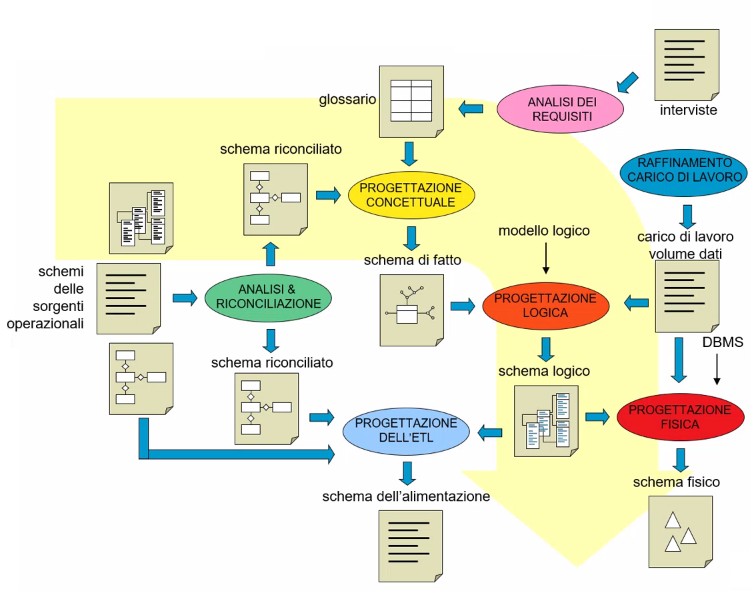 glossario
ANALISI DEI
REQUISITI
interviste
schema riconciliato
RAFFINAMENTO
CARICO DI LAVORO
PROGETTAZIONE
CONCETTUALE
modello logico
carico di lavoro
volume dati
schema di fatto
schemi
delle
sorgenti
operazionali
ANALISI &
RICONCILIAZIONE
PROGETTAZIONE
LOGICA
DBMS
schema riconciliato
schema logico
PROGETTAZIONE
DELL'ETL
PROGETTAZIONE
FISICA
schema fisico
schema dell'alimentazione